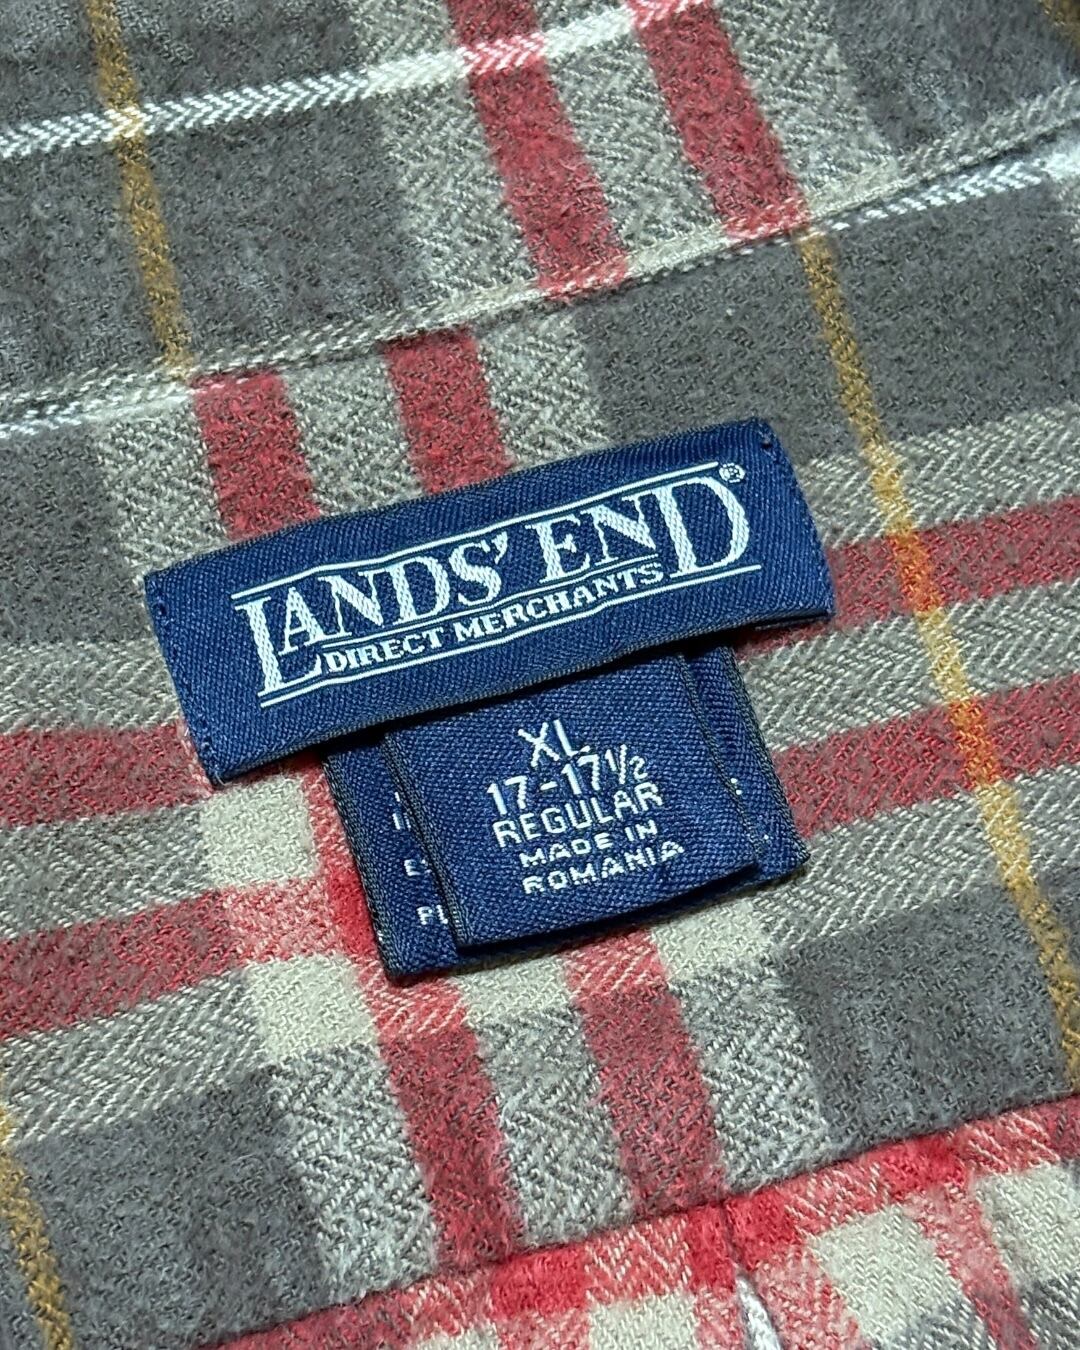 LANDS' END®
DIRECT MERCHANTS
XL
17-17½
REGULAR
MADE IN
ROMANIA